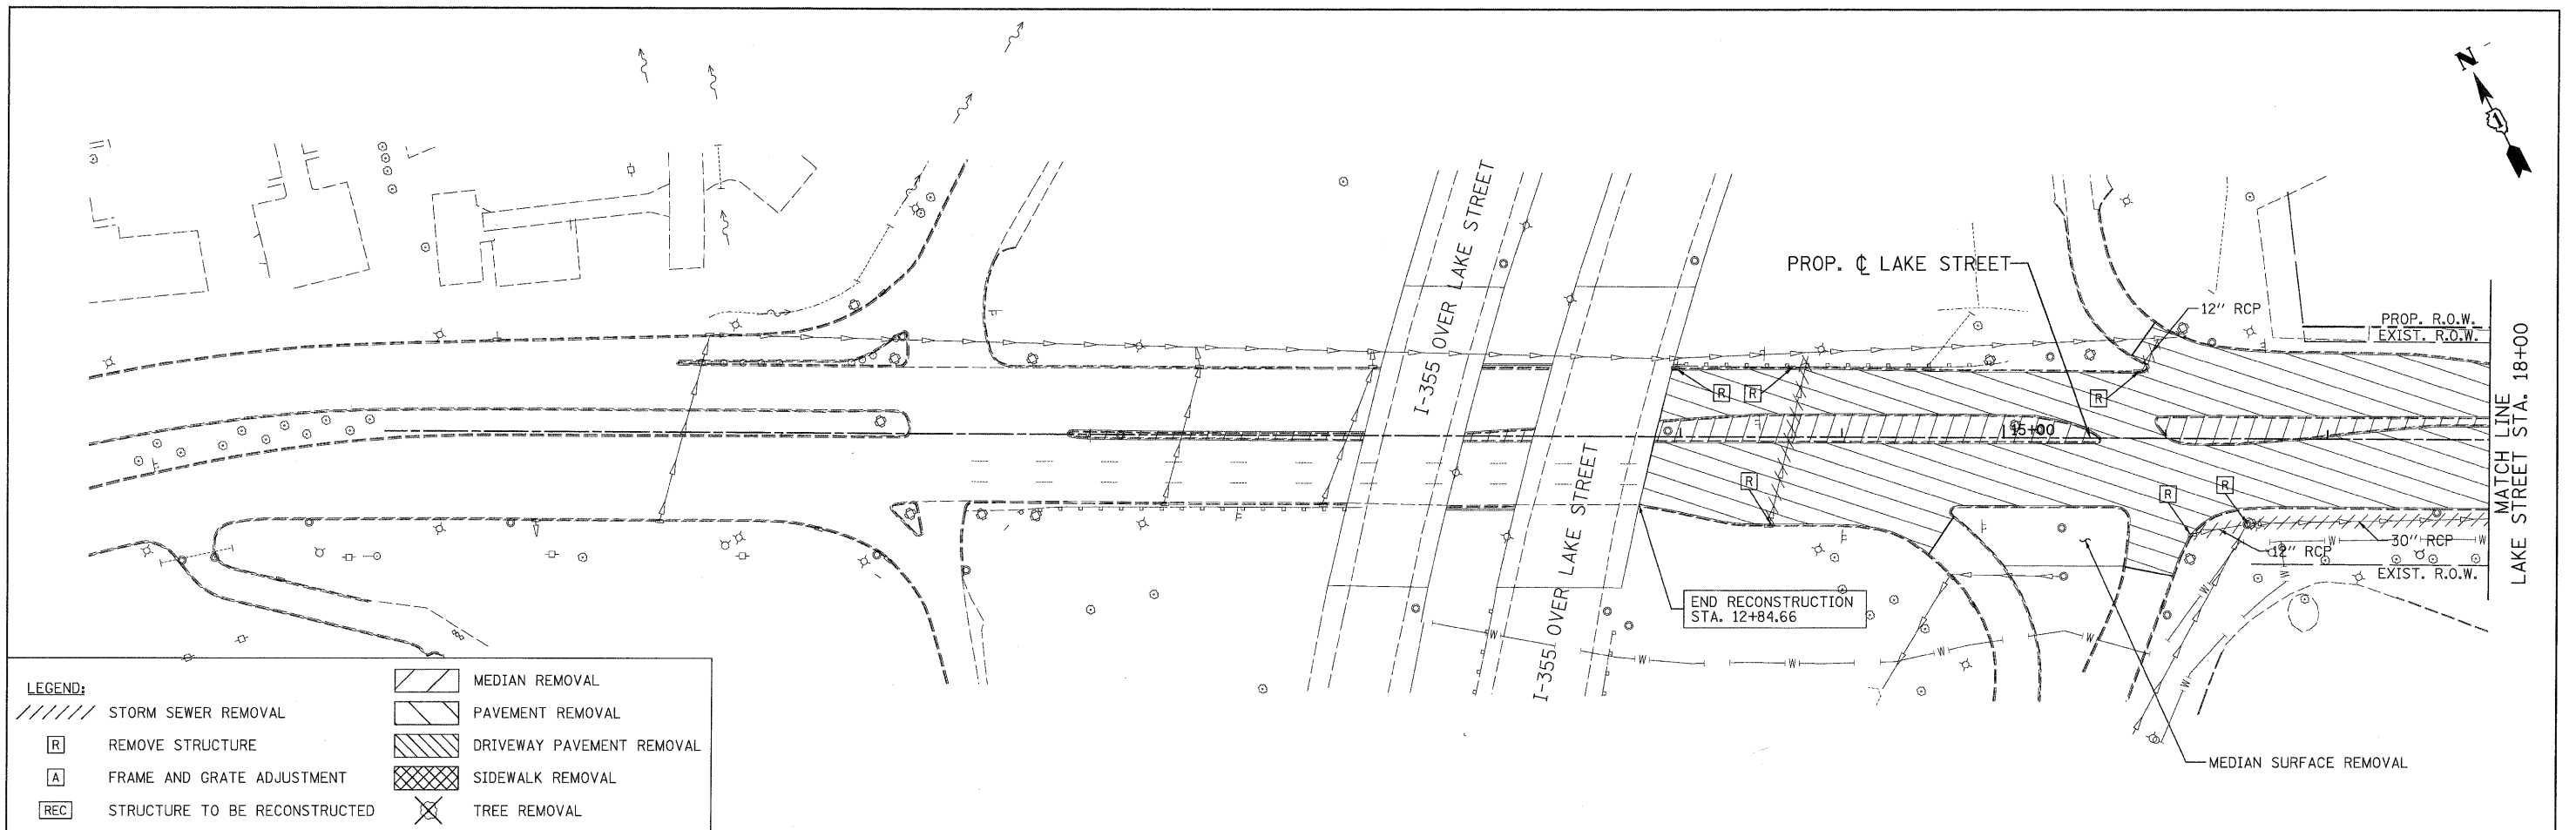 N
1
I-355 OVER LAKE STREET
PROP. ℄ LAKE STREET
12" RCP
PROP. R.O.W.
EXIST. R.O.W.
R
R
R
15+00
MATCH LINE
LAKE STREET STA. 18+00
R
R
R
I-355 OVER LAKE STREET
12" RCP
30" RCP
W
W
EXIST. R.O.W.
W
END RECONSTRUCTION
STA. 12+84.66
W
W
W
W
W
W
W
MEDIAN SURFACE REMOVAL
LEGEND:
STORM SEWER REMOVAL
R REMOVE STRUCTURE
A FRAME AND GRATE ADJUSTMENT
REC STRUCTURE TO BE RECONSTRUCTED
MEDIAN REMOVAL
PAVEMENT REMOVAL
DRIVEWAY PAVEMENT REMOVAL
SIDEWALK REMOVAL
TREE REMOVAL